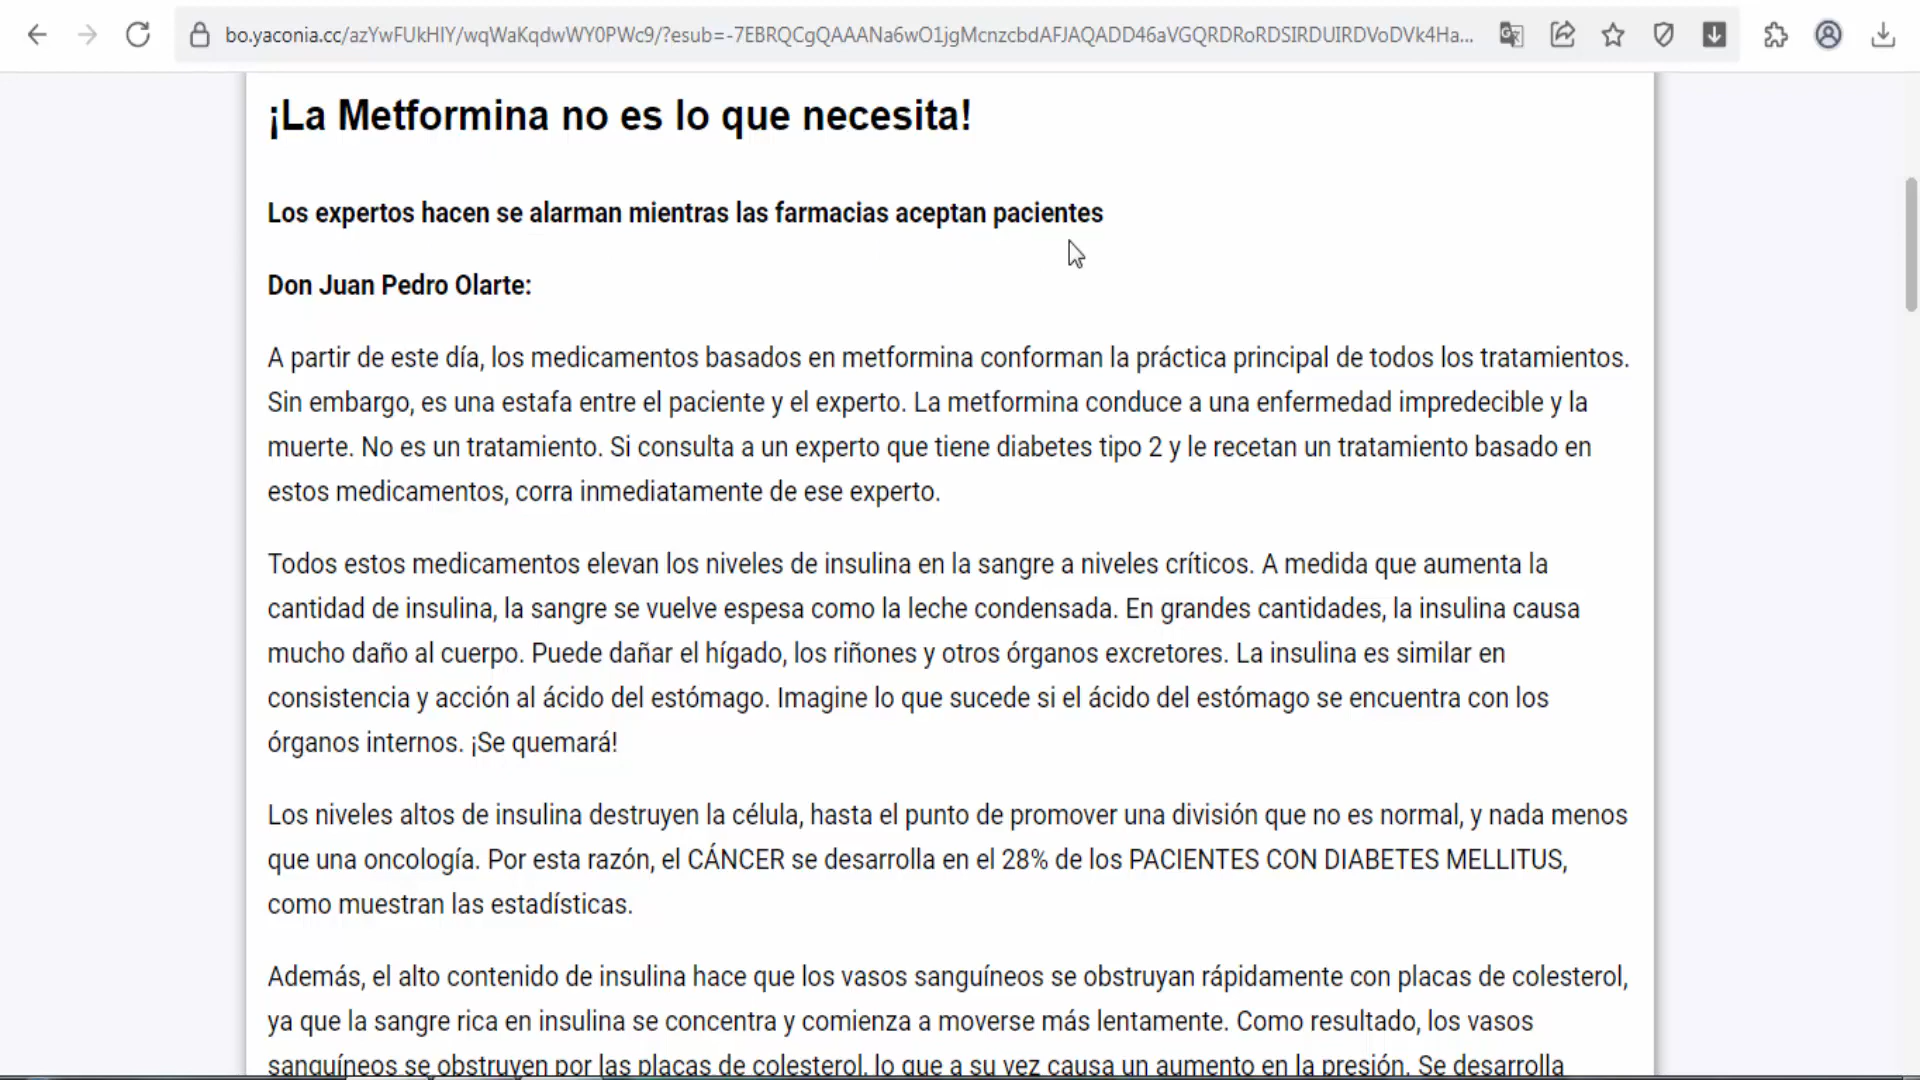 bo.yaconia.cc/azYwFUkHlY/wqWaKqdwWY0PWc9/?esub=-7EBRQCgQAAANa6wO1jgMcnzcbdAFJAQADD46aVGQRDRoRDSIRDUIRDVoDVk4Ha...
¡La Metformina no es lo que necesita!
Los expertos hacen se alarman mientras las farmacias aceptan pacientes
Don Juan Pedro Olarte:
A partir de este día, los medicamentos basados en metformina conforman la práctica principal de todos los tratamientos.
Sin embargo, es una estafa entre el paciente y el experto. La metformina conduce a una enfermedad impredecible y la
muerte. No es un tratamiento. Si consulta a un experto que tiene diabetes tipo 2 y le recetan un tratamiento basado en
estos medicamentos, corra inmediatamente de ese experto.
Todos estos medicamentos elevan los niveles de insulina en la sangre a niveles críticos. A medida que aumenta la
cantidad de insulina, la sangre se vuelve espesa como la leche condensada. En grandes cantidades, la insulina causa
mucho daño al cuerpo. Puede dañar el hígado, los riñones y otros órganos excretores. La insulina es similar en
consistencia y acción al ácido del estómago. Imagine lo que sucede si el ácido del estómago se encuentra con los
órganos internos. ¡Se quemará!
Los niveles altos de insulina destruyen la célula, hasta el punto de promover una división que no es normal, y nada menos
que una oncología. Por esta razón, el CÁNCER se desarrolla en el 28% de los PACIENTES CON DIABETES MELLITUS,
como muestran las estadísticas.
Además, el alto contenido de insulina hace que los vasos sanguíneos se obstruyan rápidamente con placas de colesterol,
ya que la sangre rica en insulina se concentra y comienza a moverse más lentamente. Como resultado, los vasos
sanguíneos se obstruyen por las placas de colesterol, lo que a su vez causa un aumento en la presión. Se desarrolla